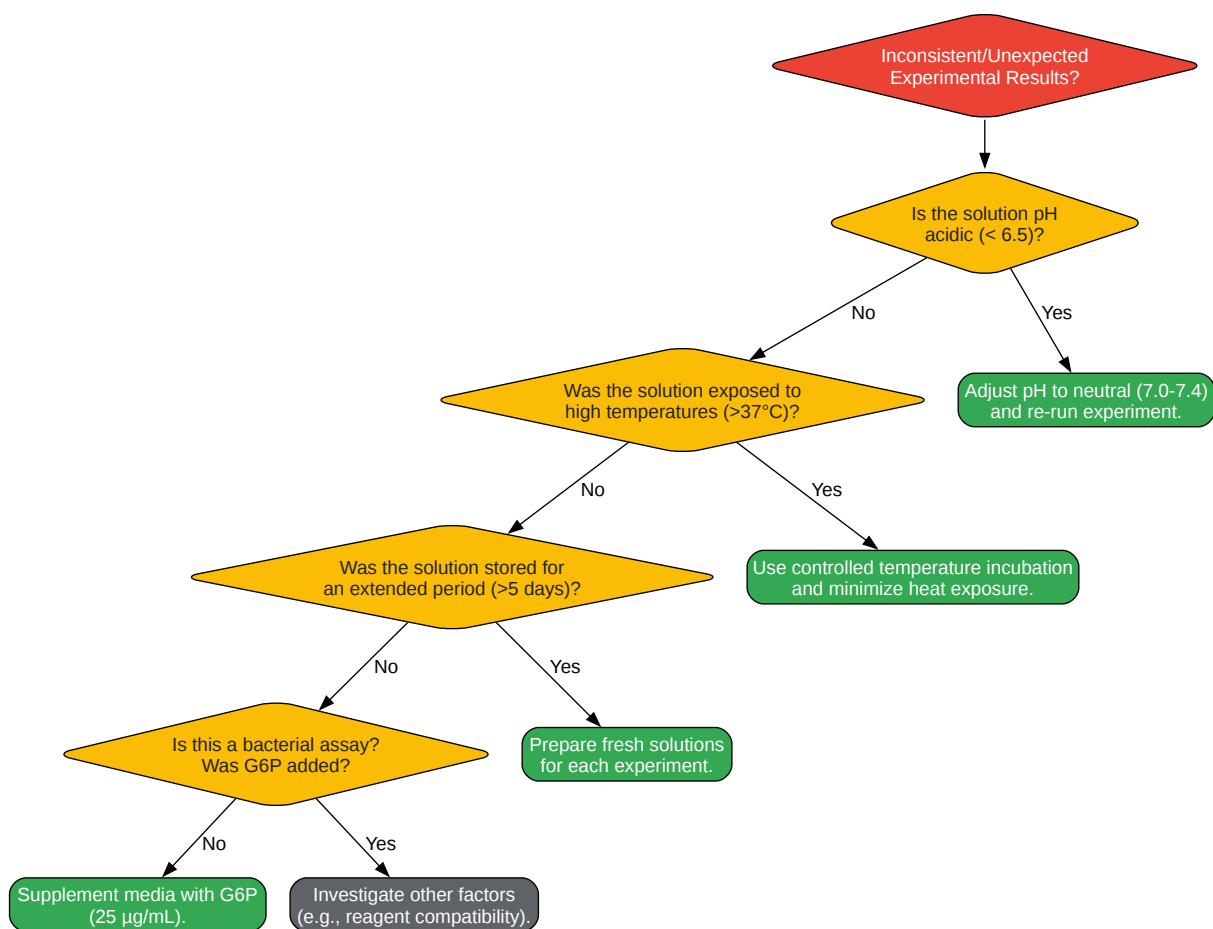 Inconsistent/Unexpected
Experimental Results?
Is the solution pH
acidic (< 6.5)?
No
Yes
Was the solution exposed to
high temperatures (>37°C)?
Adjust pH to neutral (7.0-7.4)
and re-run experiment.
No
Yes
Was the solution stored for
an extended period (>5 days)?
Use controlled temperature incubation
and minimize heat exposure.
No
Yes
Is this a bacterial assay?
Was G6P added?
Prepare fresh solutions
for each experiment.
No
Yes
Supplement media with G6P
(25 µg/mL).
Investigate other factors
(e.g., reagent compatibility).